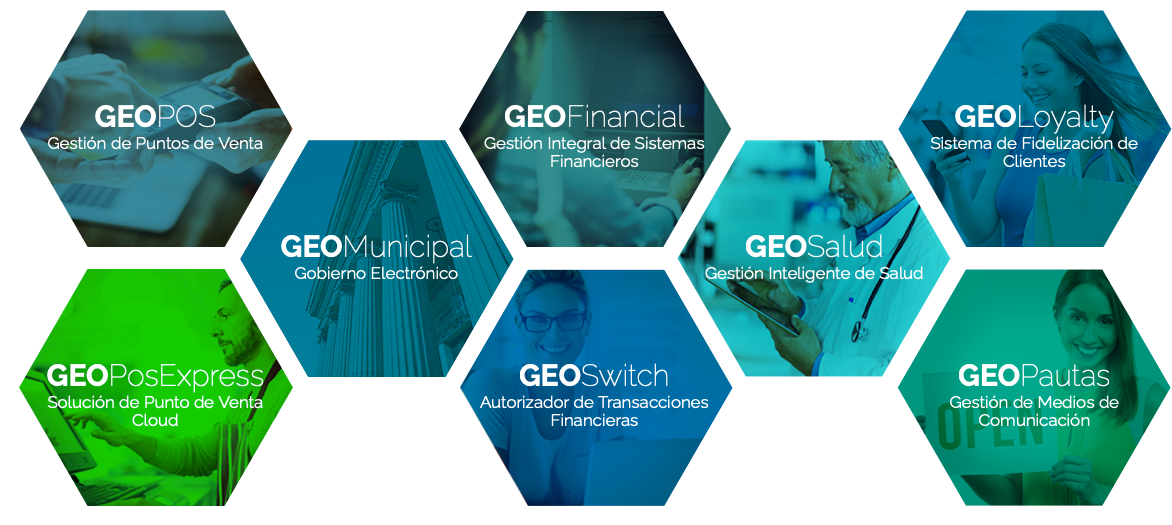 GEOPOS
Gestión de Puntos de Venta
GEOFinancial
Gestión Integral de Sistemas
Financieros
GEOLoyalty
Sistema de Fidelización de
Clientes
GEOMunicipal
Gobierno Electrónico
GEOSalud
Gestión Inteligente de Salud
GEOPosExpress
Solución de Punto de Venta
Cloud
GEOSwitch
Autorizador de Transacciones
Financieras
GEOPautas
Gestión de Medios de
Comunicación
OPEN